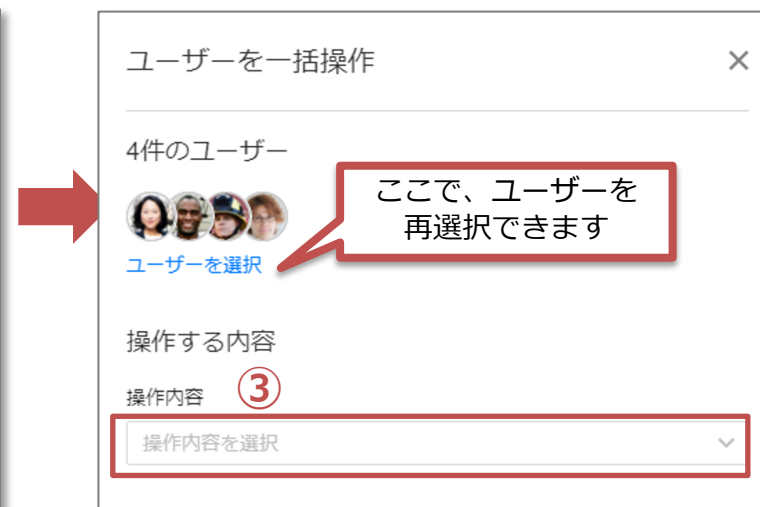 ユーザーを一括操作
4件のユーザー
ここで、ユーザーを
再選択できます
ユーザーを選択
操作する内容
操作内容
③
操作内容を選択